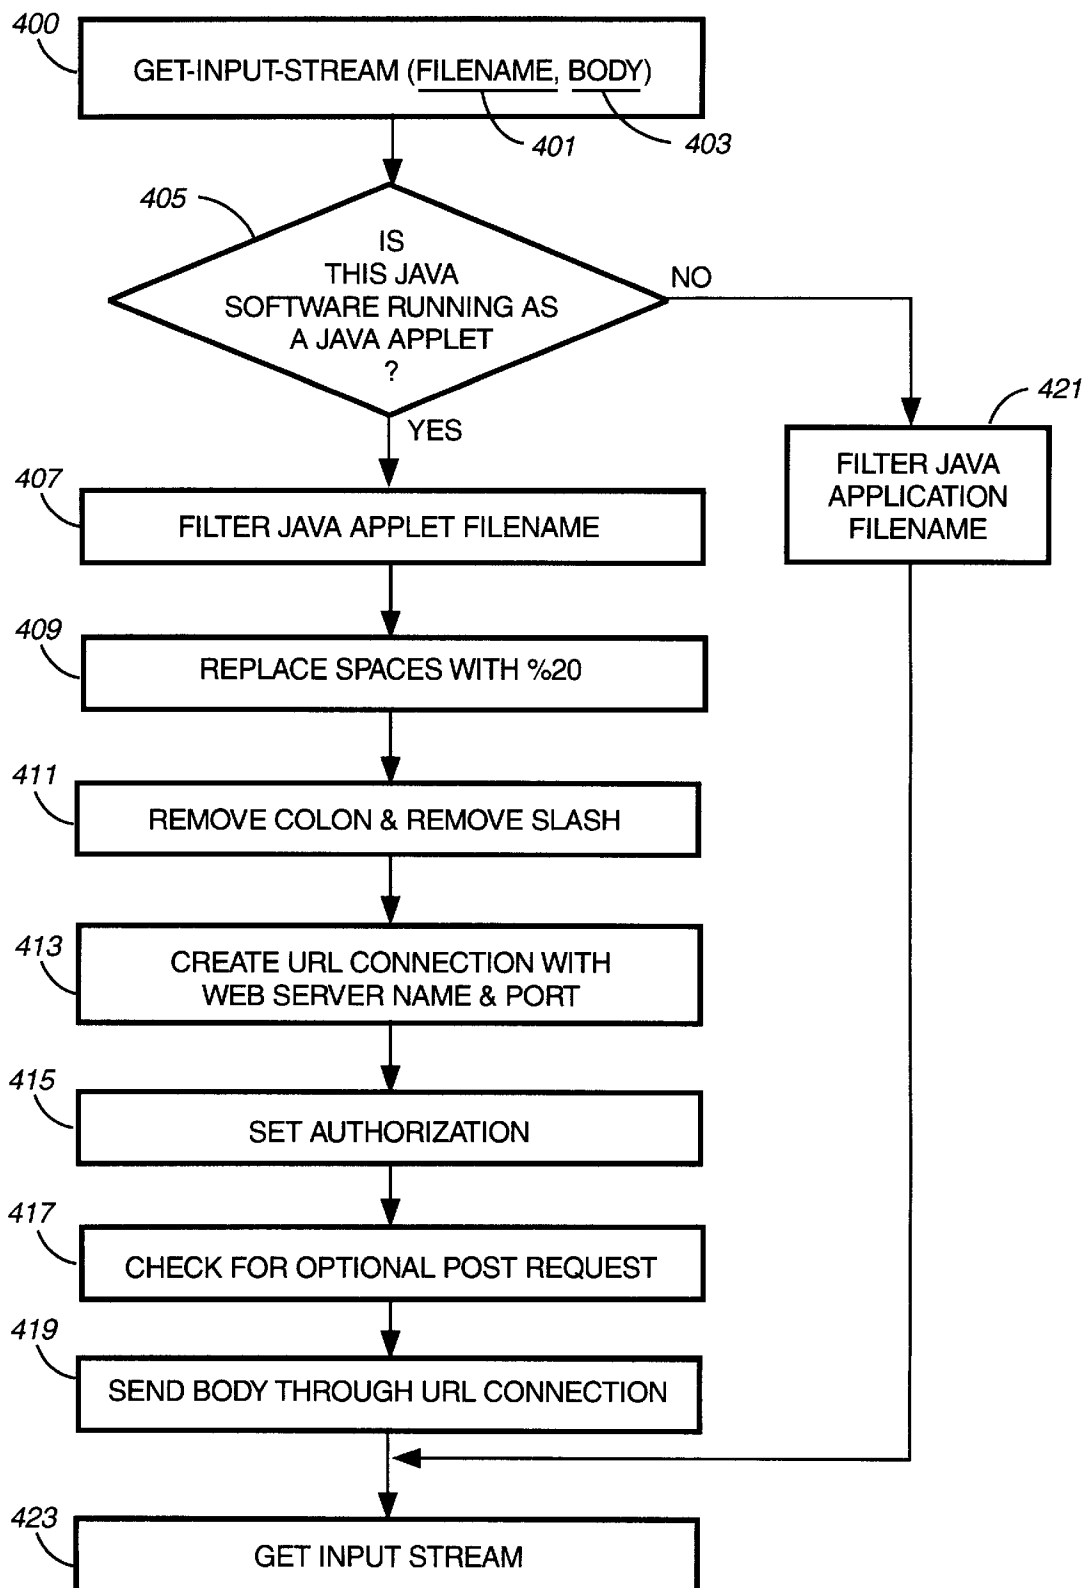 400
GET-INPUT-STREAM (FILENAME, BODY)
401
403
405
IS
THIS JAVA
SOFTWARE RUNNING AS
A JAVA APPLET
?
NO
YES
421
FILTER JAVA
APPLICATION
FILENAME
407
FILTER JAVA APPLET FILENAME
409
REPLACE SPACES WITH %20
411
REMOVE COLON & REMOVE SLASH
413
CREATE URL CONNECTION WITH
WEB SERVER NAME & PORT
415
SET AUTHORIZATION
417
CHECK FOR OPTIONAL POST REQUEST
419
SEND BODY THROUGH URL CONNECTION
423
GET INPUT STREAM